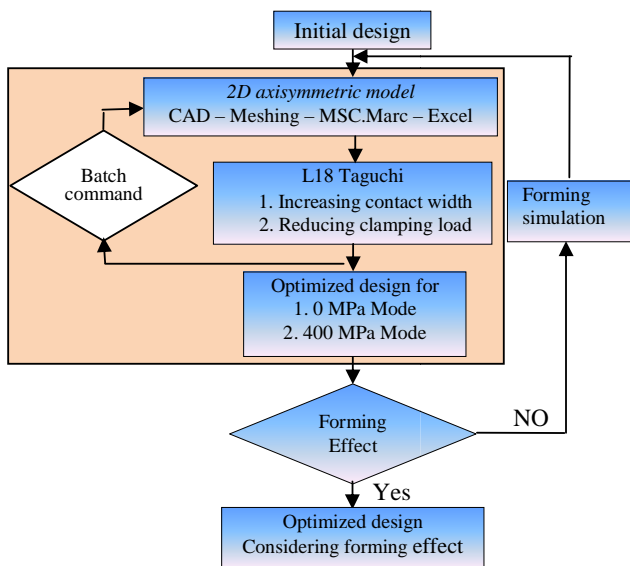 Initial design
2D axisymmetric model
CAD – Meshing – MSC.Marc – Excel
Batch
command
L18 Taguchi
1. Increasing contact width
2. Reducing clamping load
Forming
simulation
Optimized design for
1. 0 MPa Mode
2. 400 MPa Mode
Forming
Effect
NO
Yes
Optimized design
Considering forming effect